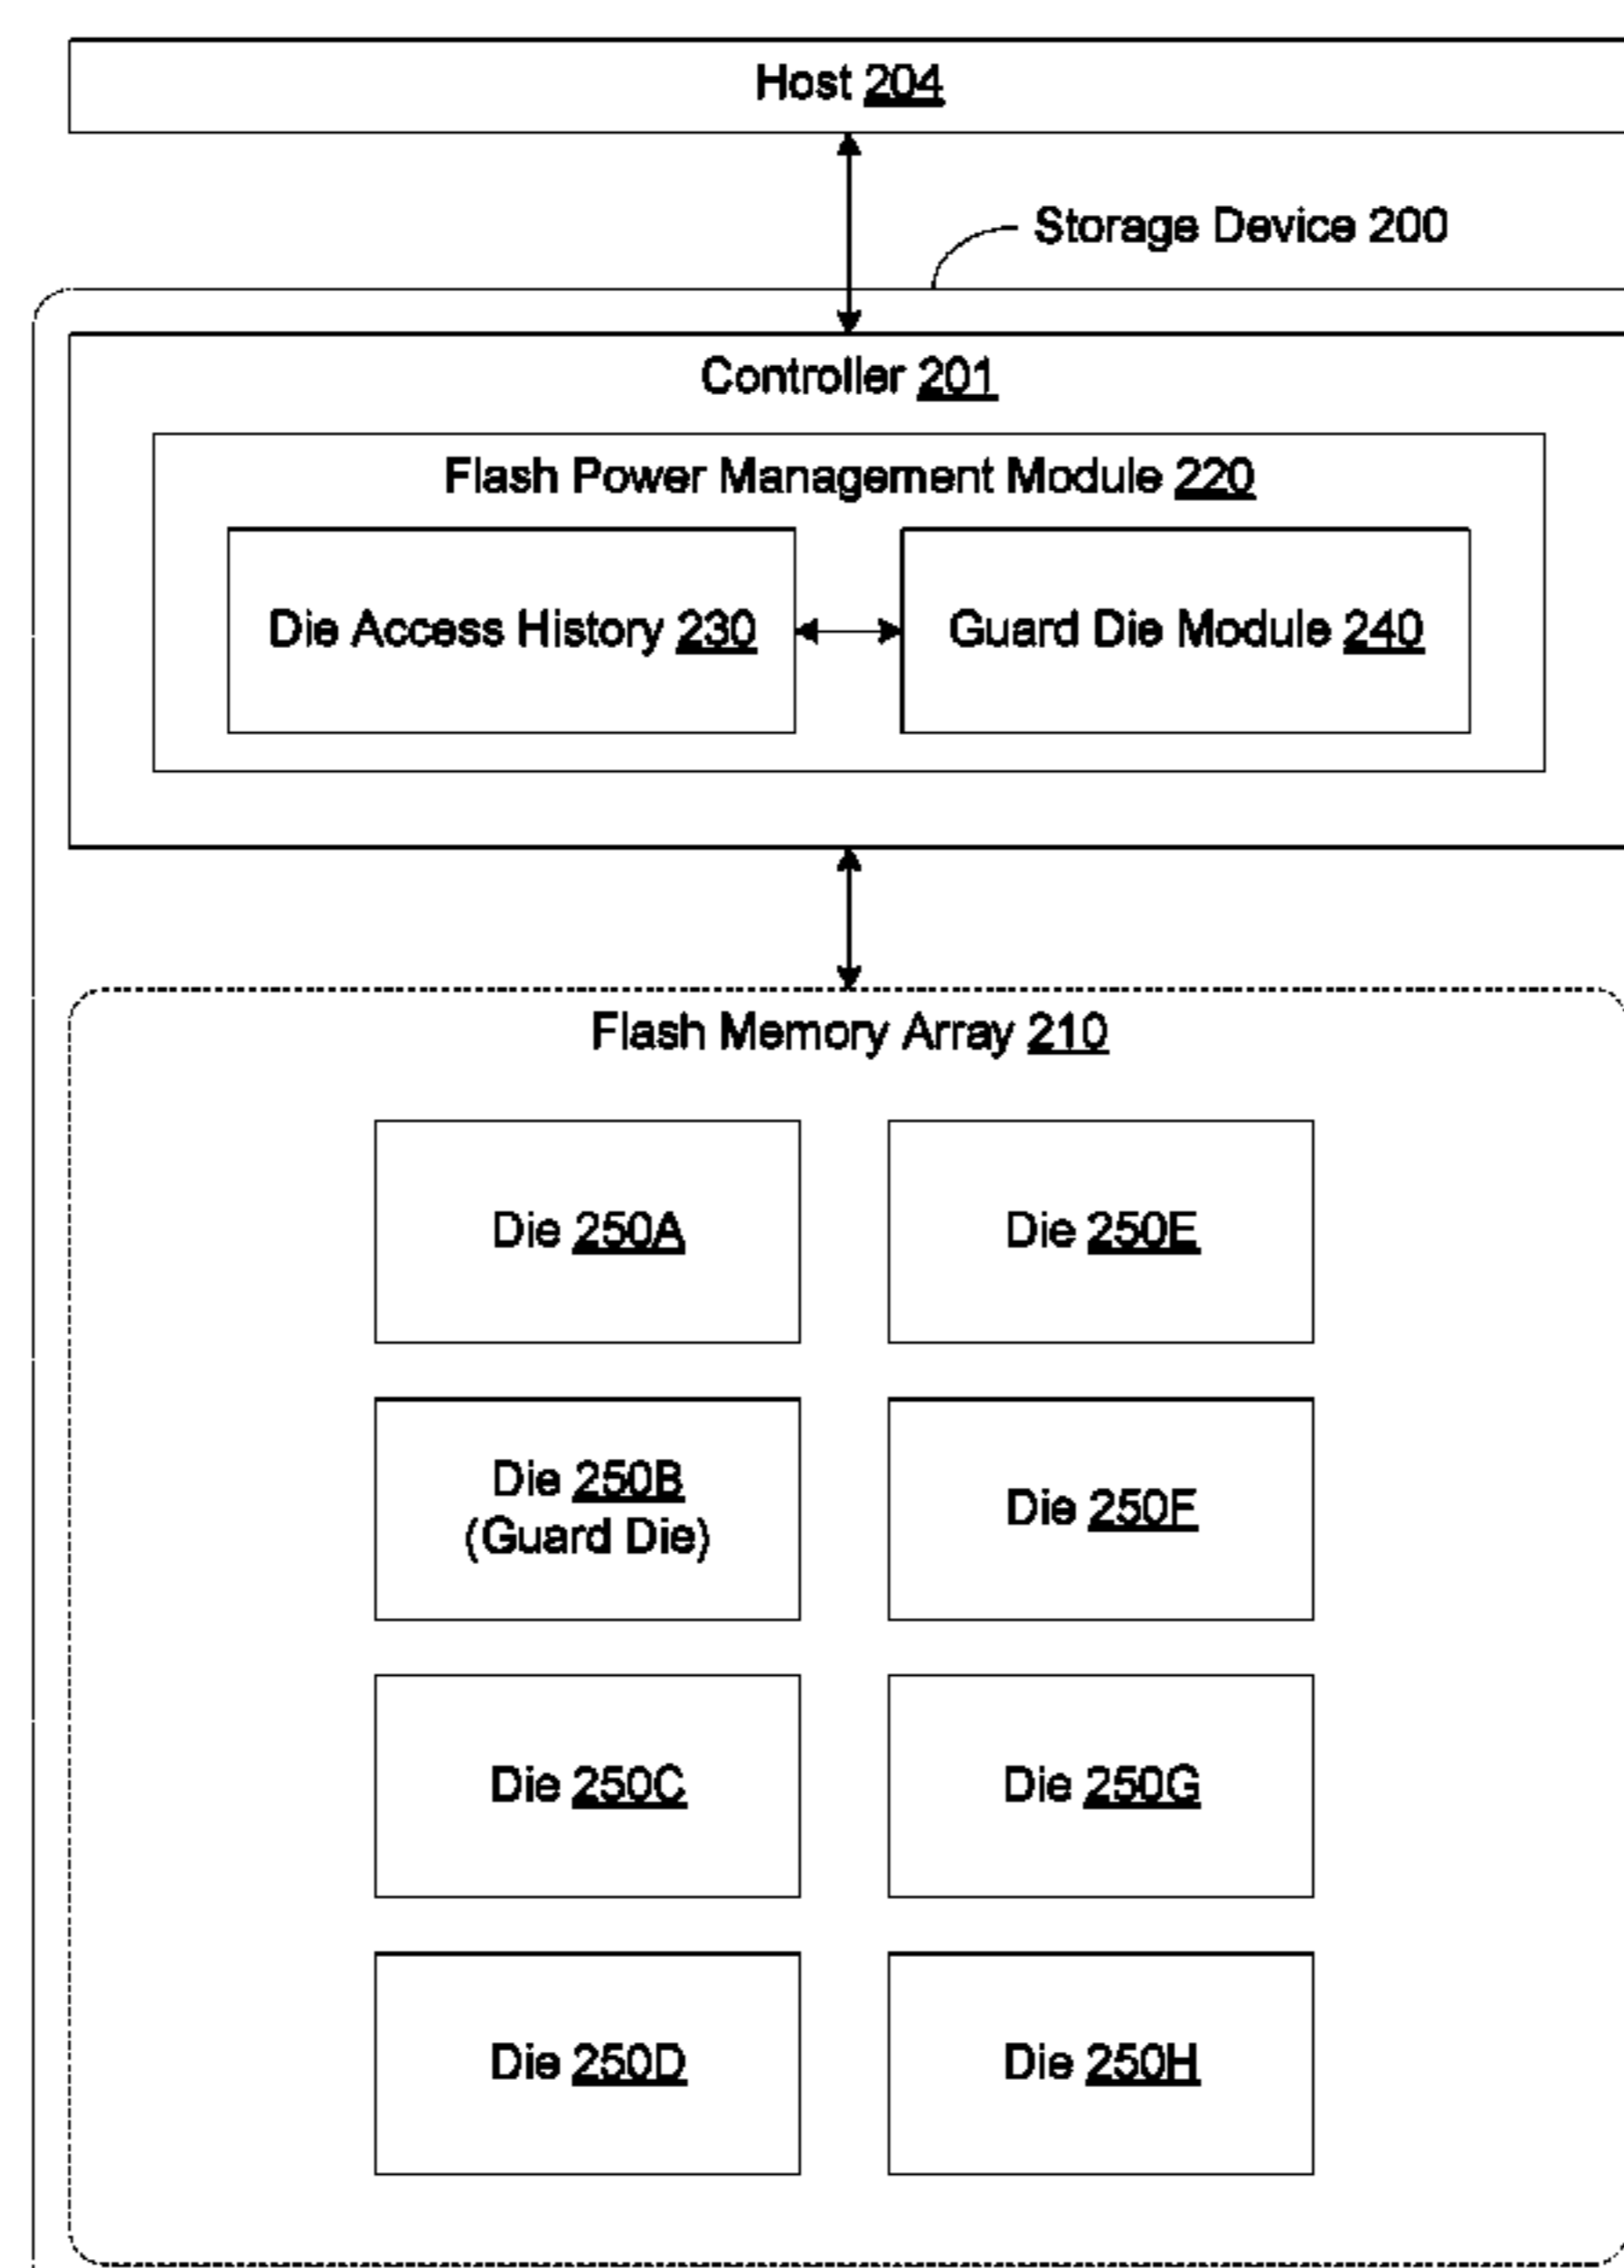 Host 204
Storage Device 200
Controller 201
Flash Power Management Module 220
Die Access History 230
Guard Die Module 240
Flash Memory Array 210
Die 250A
Die 250E
Die 250B
(Guard Die)
Die 250F
Die 250C
Die 250G
Die 250D
Die 250H